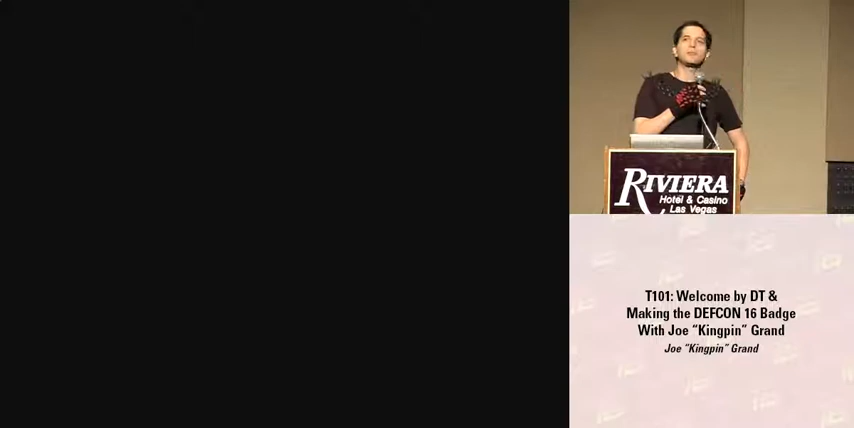 RIVIERA
Hotel & Casino
Las Vegas
T101: Welcome by DT &
Making the DEFCON 16 Badge
With Joe “Kingpin” Grand
Joe “Kingpin” Grand